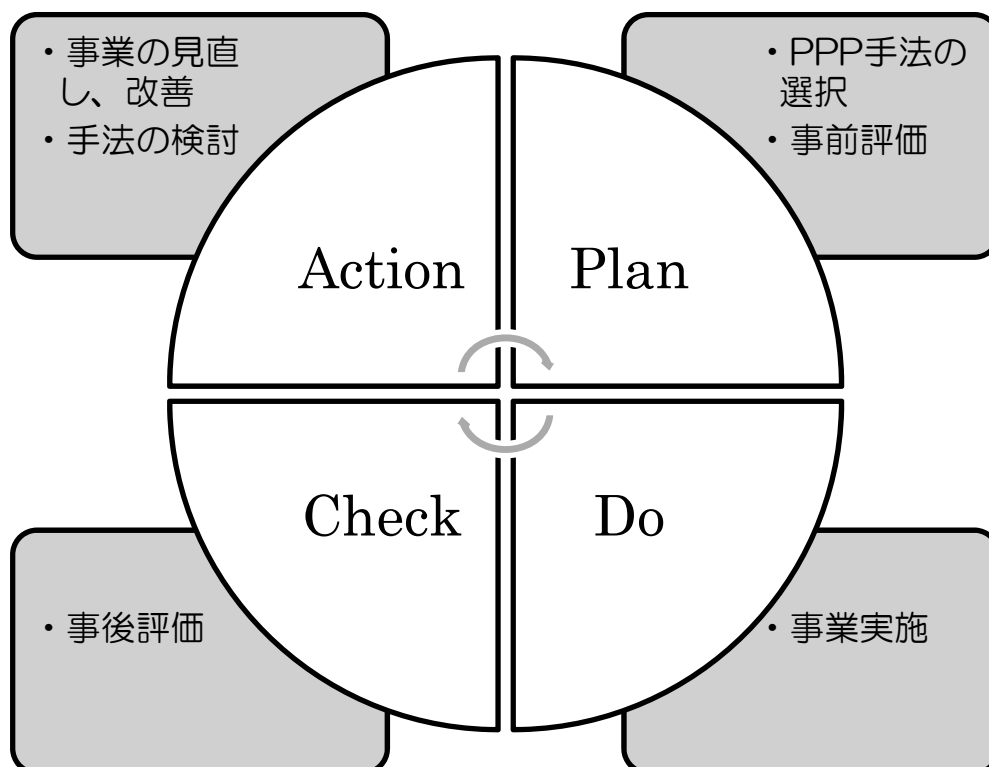 ・事業の見直
し、改善
・手法の検討
・PPP手法の
選択
・事前評価
Action
Plan
Check
Do
・事後評価
・事業実施